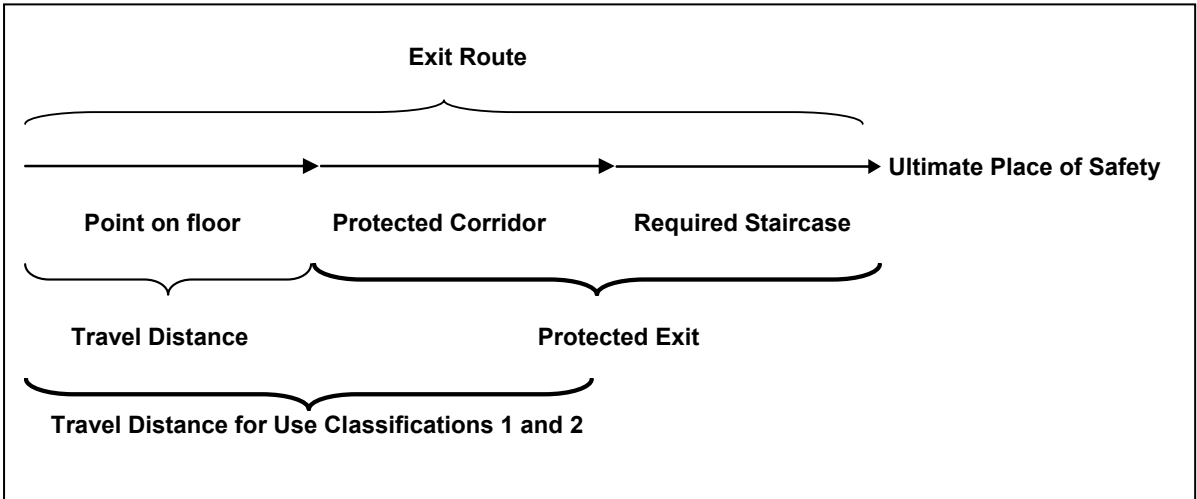 Exit Route
Ultimate Place of Safety
Point on floor Protected Corridor Required Staircase
Travel Distance Protected Exit
Travel Distance for Use Classifications 1 and 2